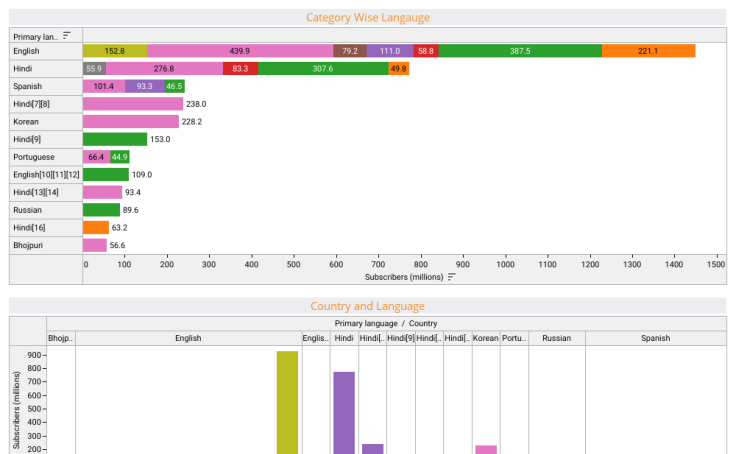 Category Wise Langauge
Primary lan..
English 152.8 439.9 79.2 111.0 58.8 387.5 221.1
Hindi 55.9 276.8 83.3 307.6 49.8
Spanish 101.4 93.3 46.5
Hindi[7][8] 238.0
Korean 228.2
Hindi[9] 153.0
Portuguese 66.4 44.9
English[10][11][12] 109.0
Hindi[13][14] 93.4
Russian 89.6
Hindi[16] 63.2
Bhojpuri 56.6
0 100 200 300 400 500 600 700 800 900 1000 1100 1200 1300 1400 1500
Subscribers (millions)
Country and Language
Primary language / Country
Bhojp.. English Englis.. Hindi Hindi[.. Hindi[9] Hindi[.. Hindi[.. Korean Portu.. Russian Spanish
Subscribers (millions)
900
800
700
600
500
400
300
200